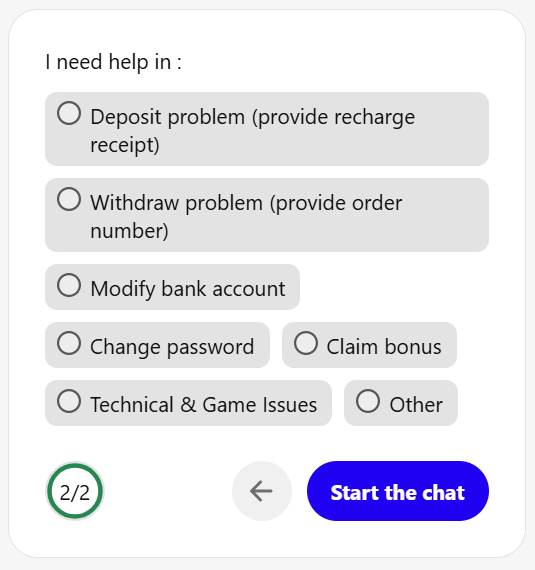 I need help in :
Deposit problem (provide recharge
receipt)
Withdraw problem (provide order
number)
Modify bank account
Change password
Claim bonus
Technical & Game Issues
Other
2/2
Start the chat